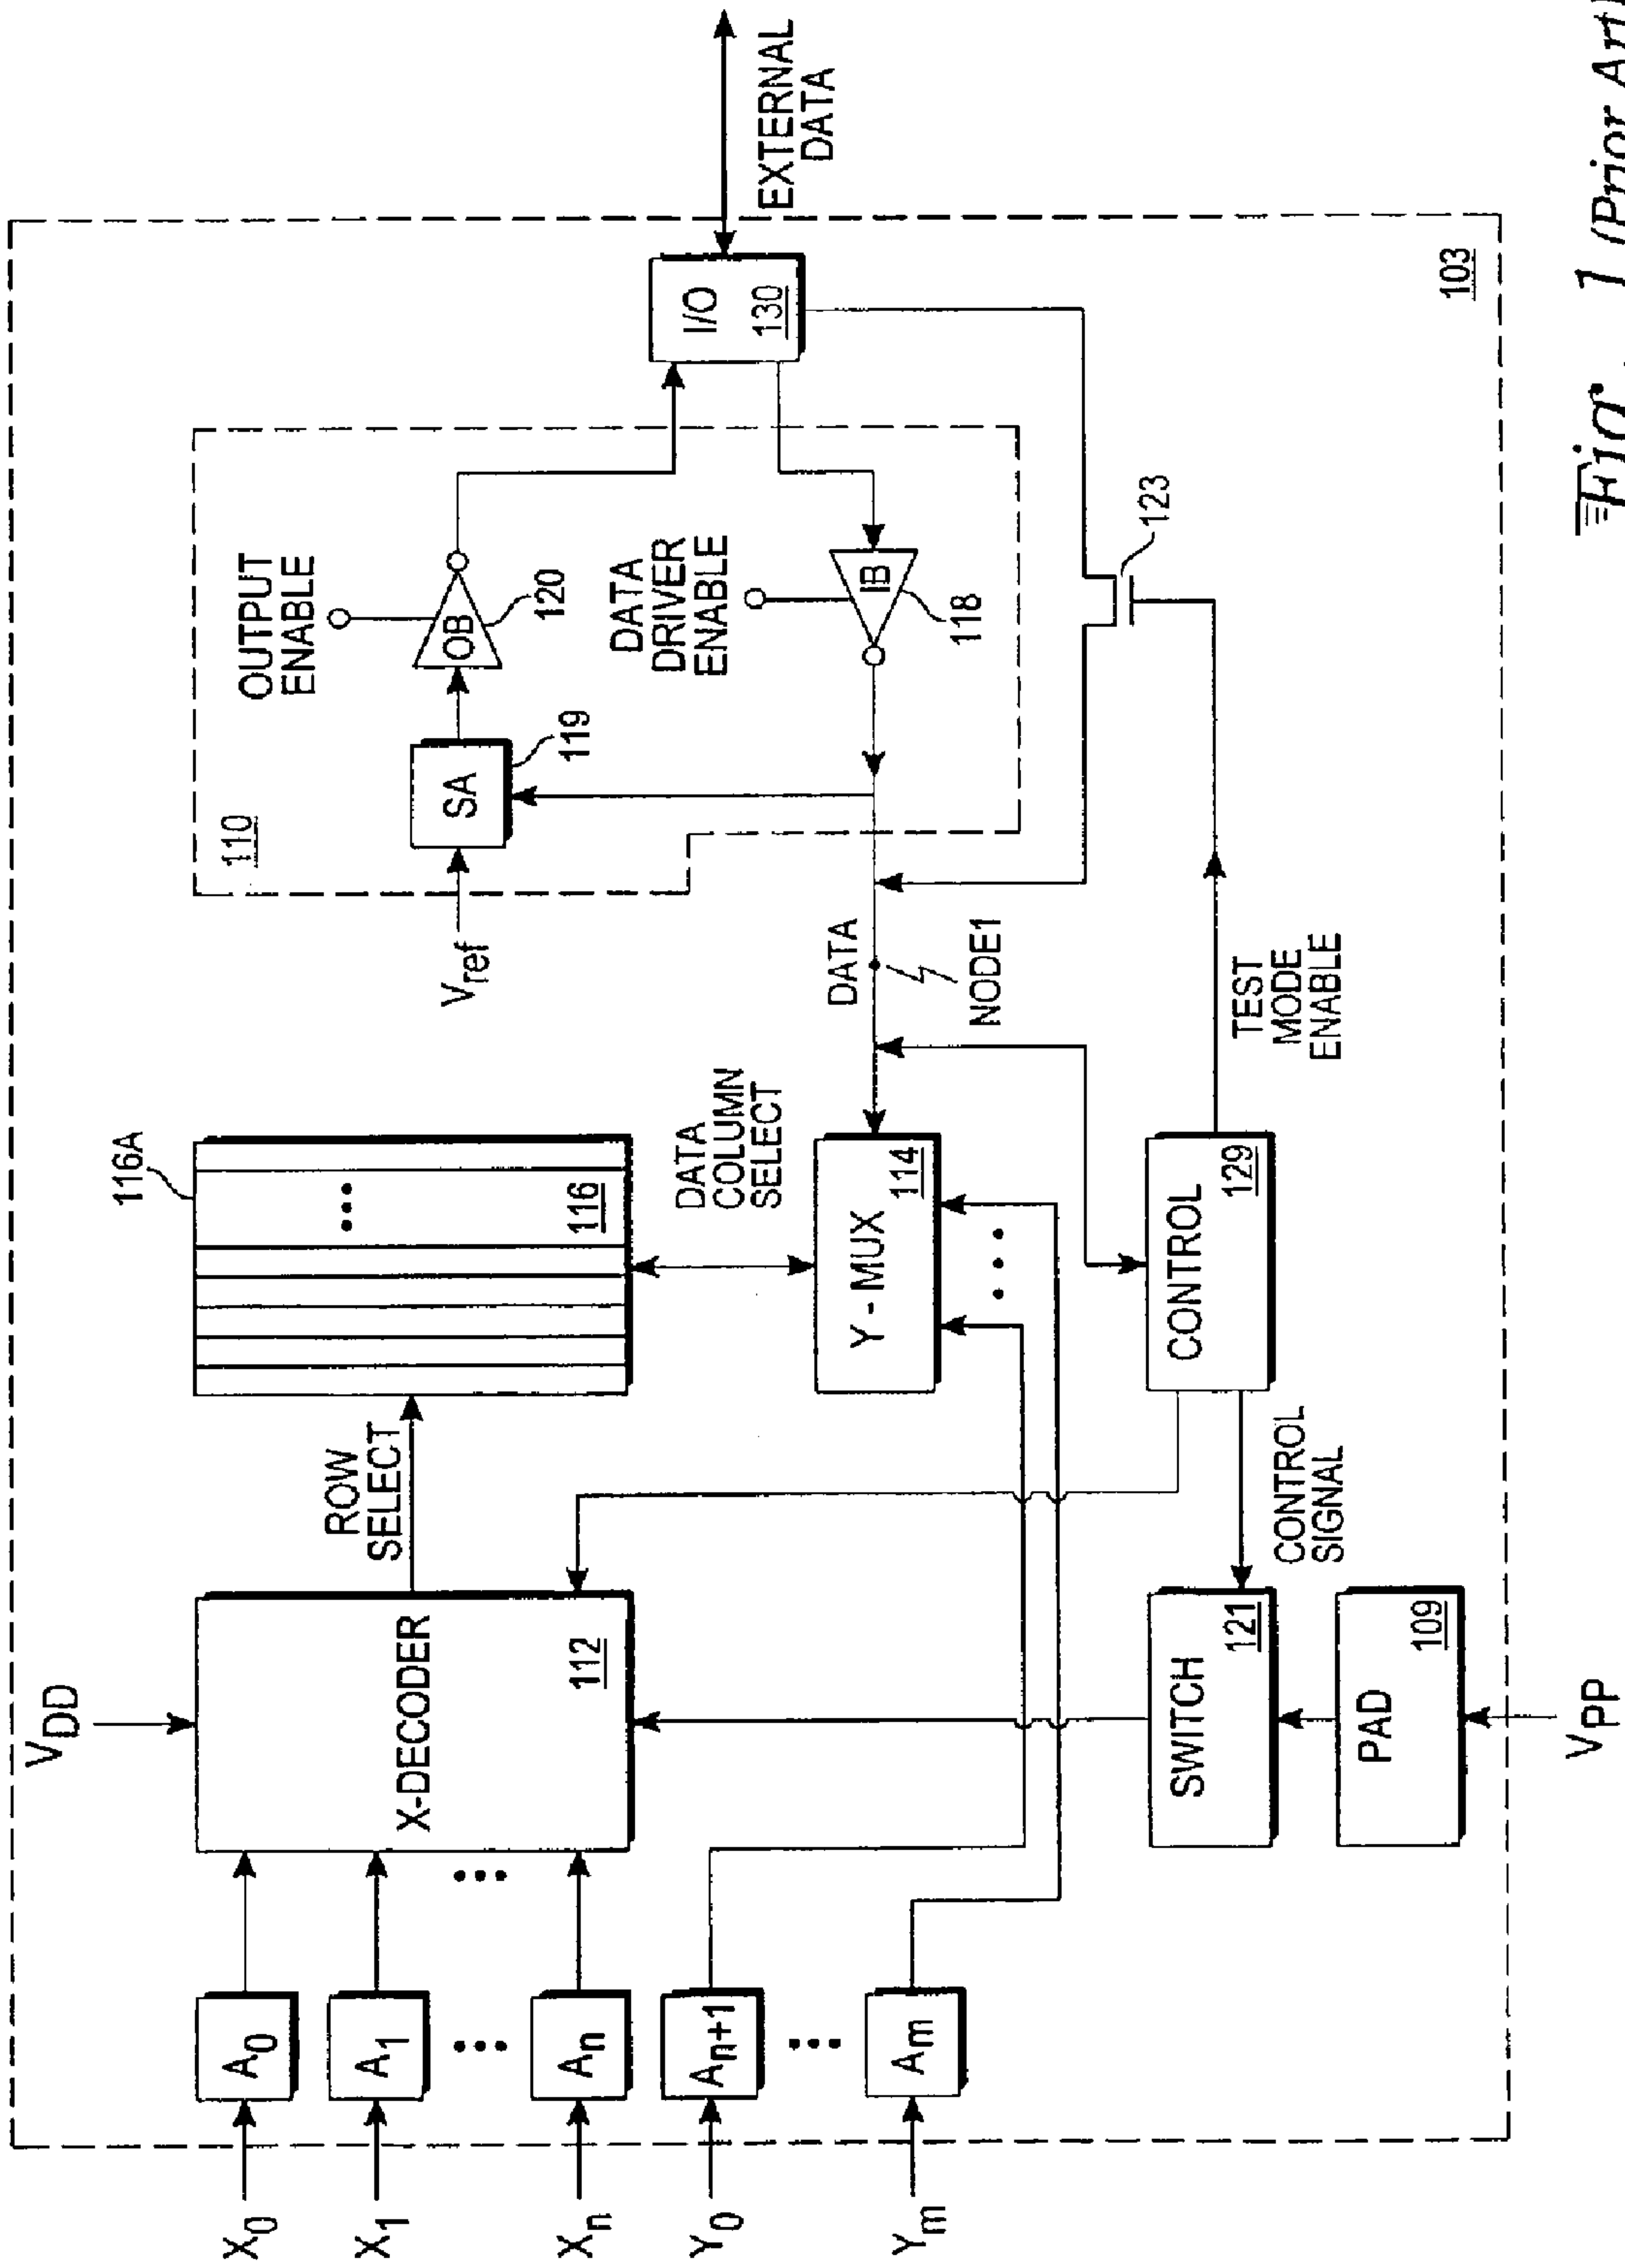 VDD
X0
A0
X1
A1
Xn
An
Y0
An+1
Ym
Am
X-DECODER
112
ROW
SELECT
116A
116
DATA
COLUMN
SELECT
Y - MUX
114
SWITCH
121
PAD
109
VPP
CONTROL
SIGNAL
CONTROL
129
TEST
MODE
ENABLE
DATA
NODE1
Vref
110
SA
119
OUTPUT
ENABLE
OB
120
DATA
DRIVER
ENABLE
IB
118
123
I/O
130
EXTERNAL
DATA
103
Fig. 1 (Prior Art)